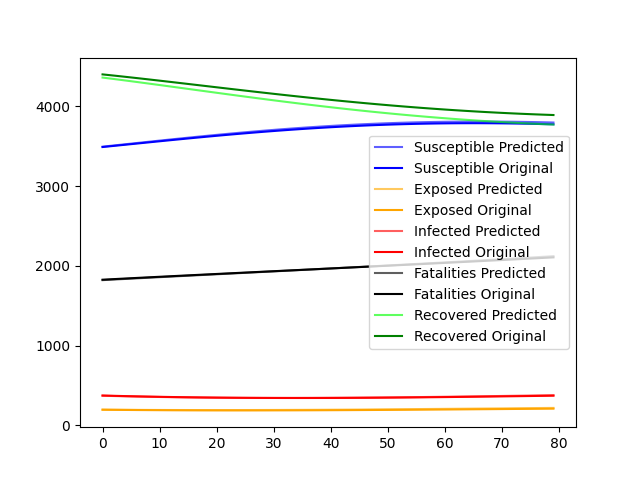 4000
3000
2000
1000
0
Susceptible Predicted
Susceptible Original
Exposed Predicted
Exposed Original
Infected Predicted
Infected Original
Fatalities Predicted
Fatalities Original
Recovered Predicted
Recovered Original
0 10 20 30 40 50 60 70 80